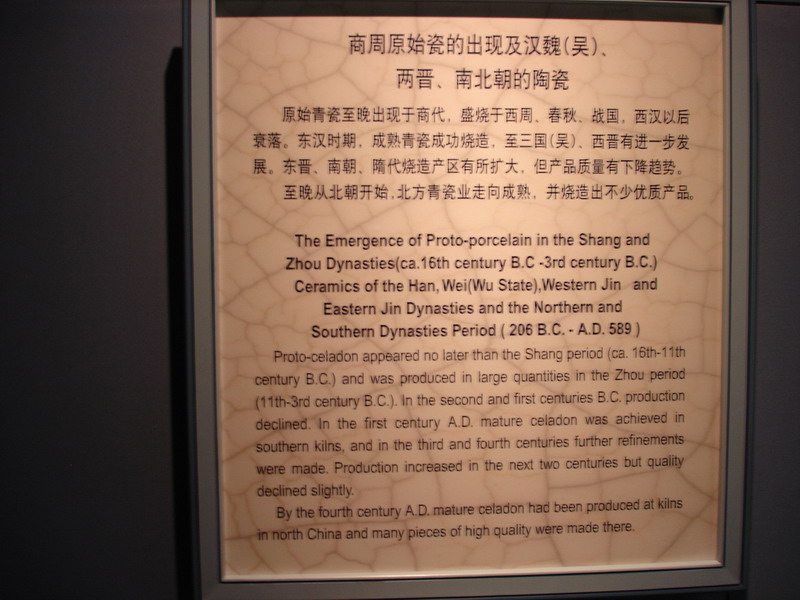 商周原始瓷的出现及汉魏(吴)、
两晋、南北朝的陶瓷
原始青瓷至晚出现于商代，盛烧于西周、春秋、战国，西汉以后
衰落。东汉时期，成熟青瓷成功烧造，至三国(吴)、西晋有进一步发
展。东晋、南朝、隋代烧造产区有所扩大，但产品质量有下降趋势。
至晚从北朝开始,北方青瓷业走向成熟，并烧造出不少优质产品。
The Emergence of Proto-porcelain in the Shang and
Zhou Dynasties(ca.16th century B.C -3rd century B.C.)
Ceramics of the Han, Wei(Wu State),Western Jin and
Eastern Jin Dynasties and the Northern and
Southern Dynasties Period ( 206 B.C. - A.D. 589 )
Proto-celadon appeared no later than the Shang period (ca. 16th-11th
century B.C.) and was produced in large quantities in the Zhou period
(11th-3rd century B.C.). In the second and first centuries B.C. production
declined. In the first century A.D. mature celadon was achieved in
southern kilns, and in the third and fourth centuries further refinements
were made. Production increased in the next two centuries but quality
declined slightly.
By the fourth century A.D. mature celadon had been produced at kilns
in north China and many pieces of high quality were made there.